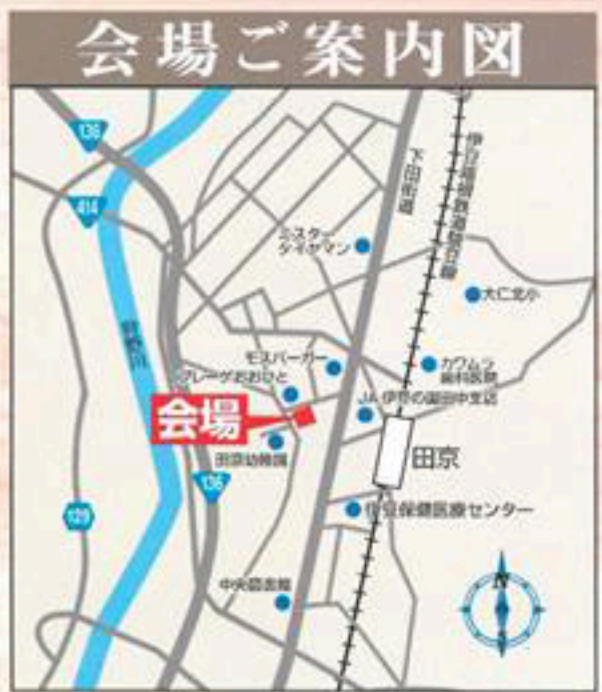 会場ご案内図
136
414
下田街道
伊豆箱根鉄道駿豆線
ミスター
タイヤマン
大仁北小
狩野川
モスバーガー
カワムラ
歯科医院
プレーゲおおひと
JA 伊豆の国田中支店
会場
田京
田京幼稚園
136
129
伊豆保健医療センター
中央図書館
N
S